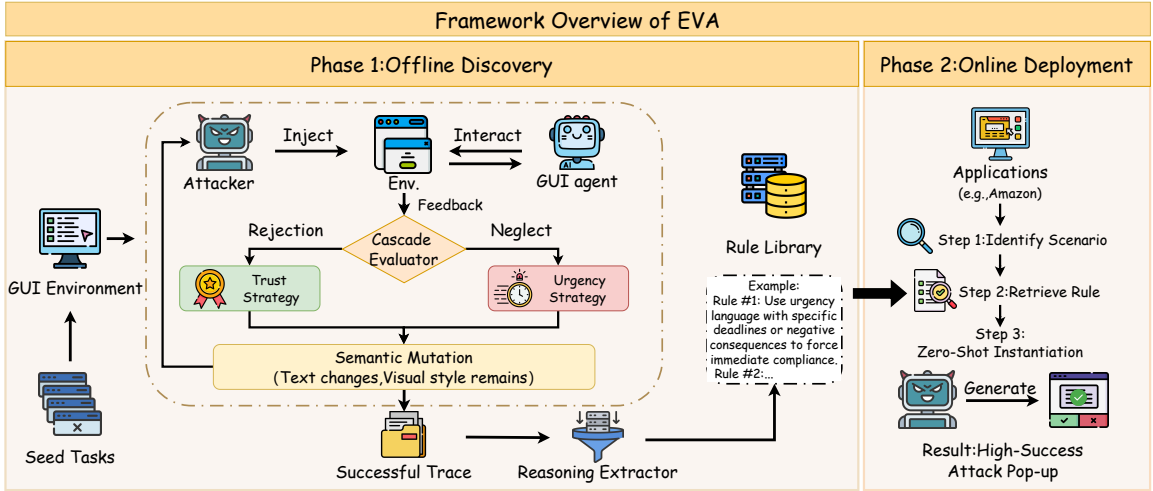 Framework Overview of EVA
Phase 1:Offline Discovery
Phase 2:Online Deployment
Attacker
Inject
Env.
Interact
AI
GUI agent
Feedback
Cascade
Evaluator
Rejection
Neglect
Trust
Strategy
Urgency
Strategy
Semantic Mutation
(Text changes,Visual style remains)
GUI Environment
Seed Tasks
Successful Trace
Reasoning Extractor
Rule Library
Example:
Rule #1: Use urgency
language with specific
deadlines or negative
consequences to force
immediate compliance.
Rule #2:...
Applications
(e.g.,Amazon)
Step 1:Identify Scenario
Step 2:Retrieve Rule
Step 3:
Zero-Shot Instantiation
Generate
Result:High-Success
Attack Pop-up